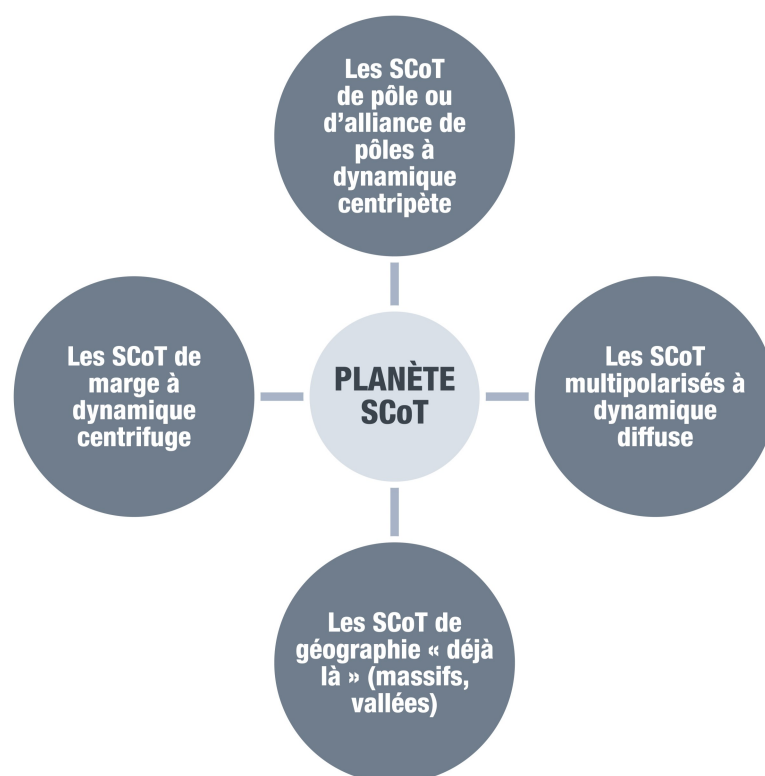 Les SCoT
de pôle ou
d'alliance de
pôles à
dynamique
centripète
Les SCoT de
marge à
dynamique
centrifuge
PLANÈTE
SCoT
Les SCoT
multipolarisés à
dynamique
diffuse
Les SCoT de
géographie « déjà
là » (massifs,
vallées)